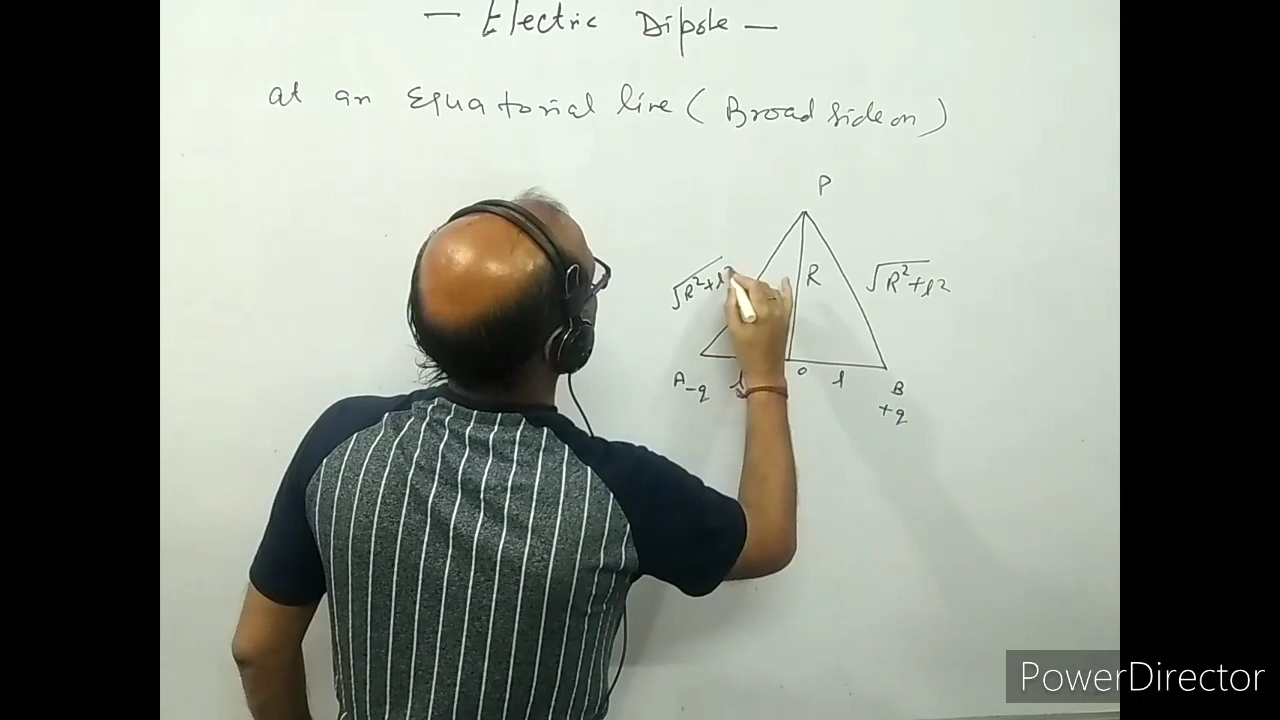 — Electric Dipole —
at an Equatorial line (Broad side on)
P
√R²+l² R √R²+l2
A -q l o l B +q
PowerDirector